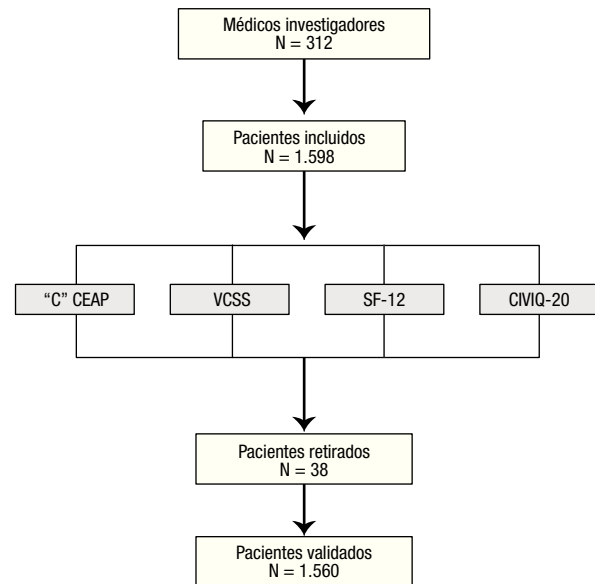 Médicos investigadores
N = 312
Pacientes incluidos
N = 1.598
“C” CEAP
VCSS
SF-12
CIVIQ-20
Pacientes retirados
N = 38
Pacientes validados
N = 1.560